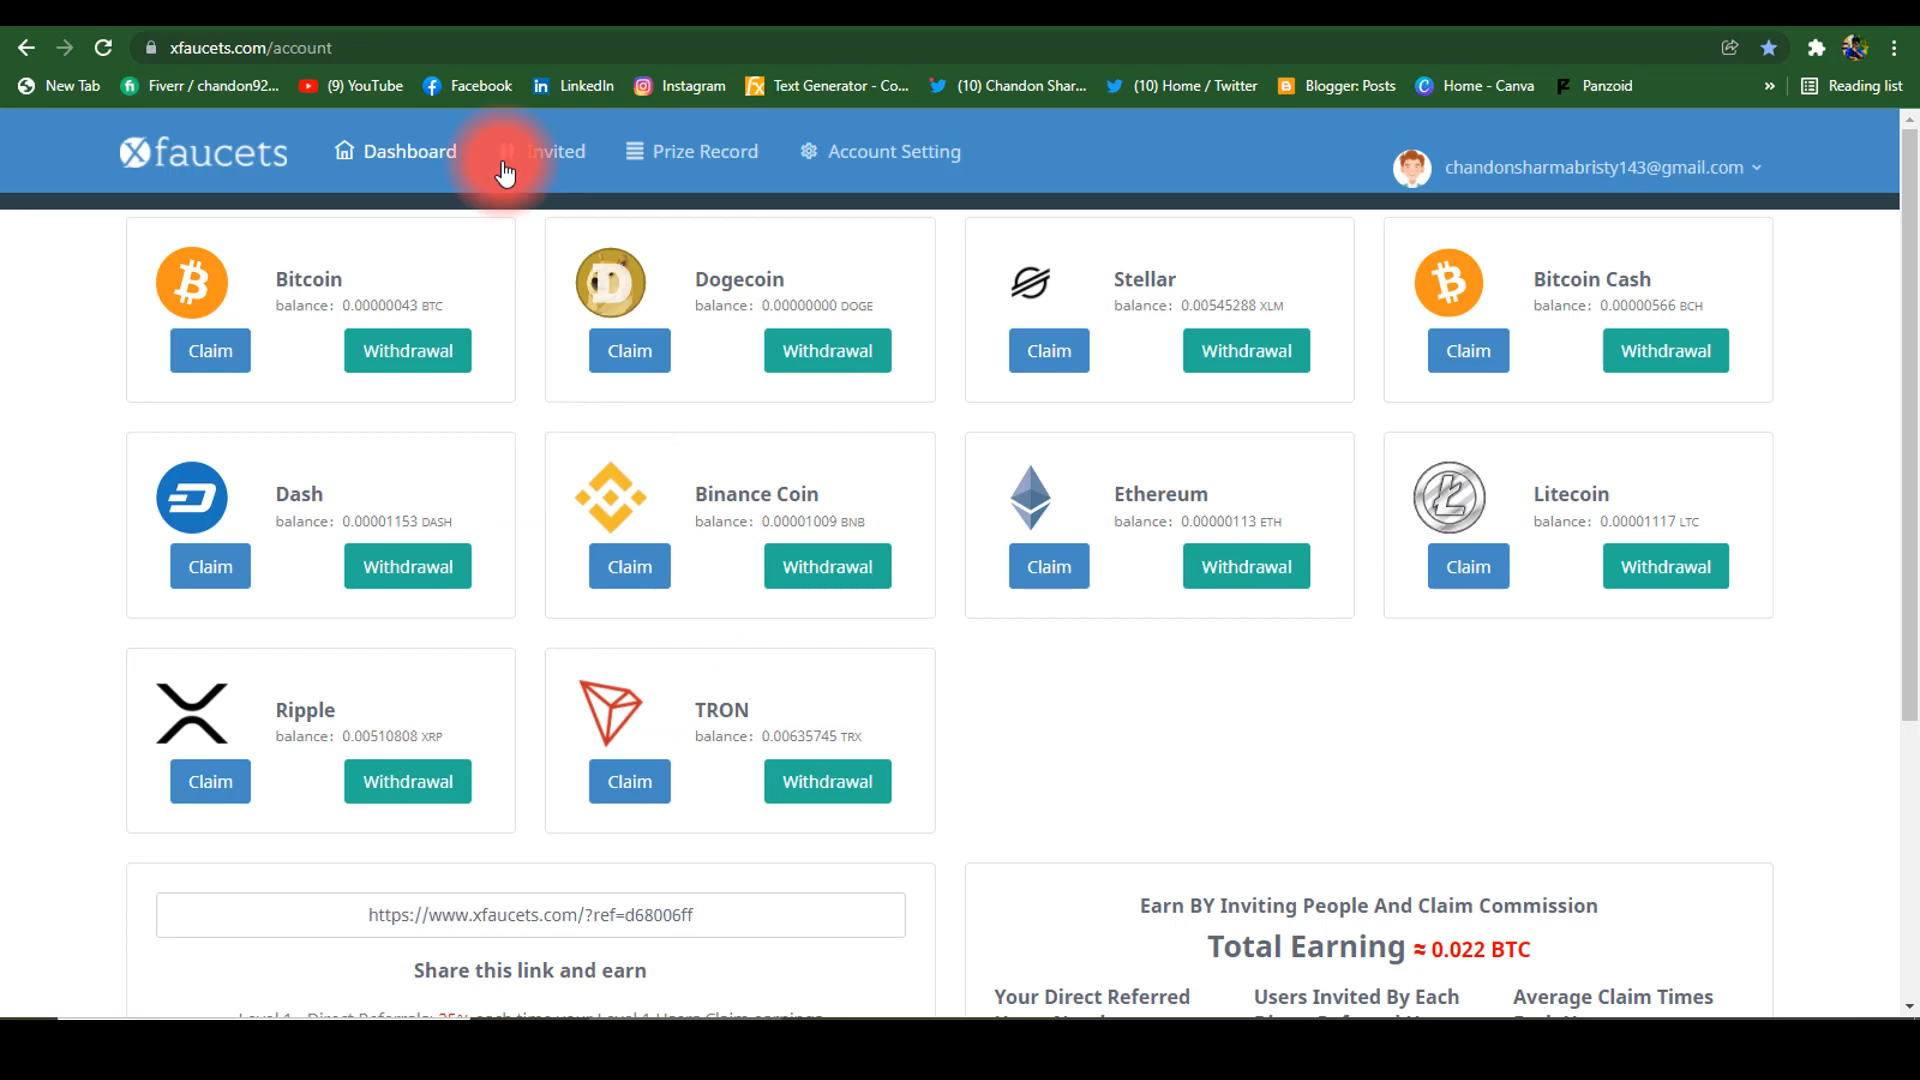 xfaucets.com/account
New Tab Fiverr / chandon92... (9) YouTube Facebook LinkedIn Instagram Text Generator - Co... (10) Chandon Shar... (10) Home / Twitter Blogger: Posts Home - Canva Panzoid » Reading list
xfaucets Dashboard Invited Prize Record Account Setting chandonsharmabristy143@gmail.com
Bitcoin Dogecoin Stellar Bitcoin Cash
balance: 0.00000043 BTC balance: 0.00000000 DOGE balance: 0.00545288 XLM balance: 0.00000566 BCH
Claim Withdrawal Claim Withdrawal Claim Withdrawal Claim Withdrawal
Dash Binance Coin Ethereum Litecoin
balance: 0.00001153 DASH balance: 0.00001009 BNB balance: 0.00000113 ETH balance: 0.00001117 LTC
Claim Withdrawal Claim Withdrawal Claim Withdrawal Claim Withdrawal
Ripple TRON
balance: 0.00510808 XRP balance: 0.00635745 TRX
Claim Withdrawal Claim Withdrawal
https://www.xfaucets.com/?ref=d68006ff
Share this link and earn
Earn BY Inviting People And Claim Commission
Total Earning ≈ 0.022 BTC
Your Direct Referred Users Invited By Each Average Claim Times